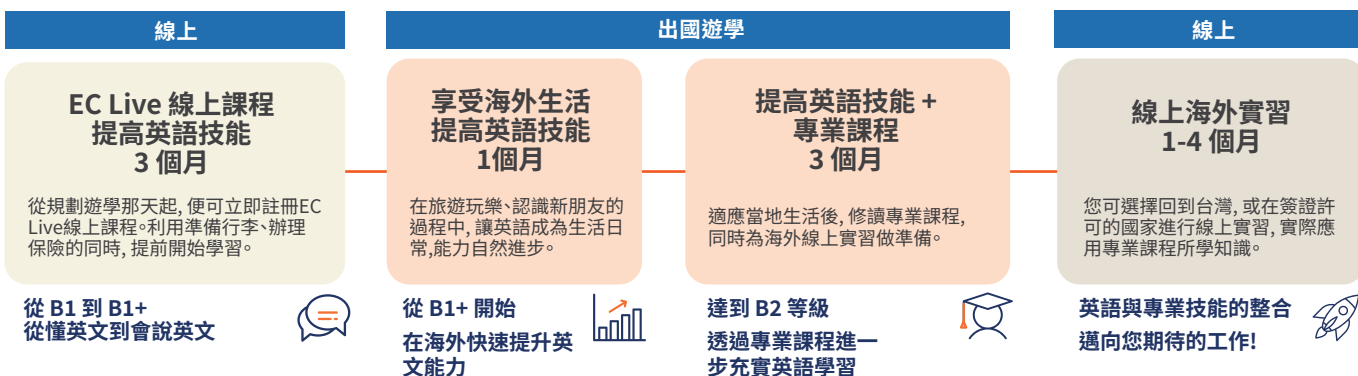 線上
出國遊學
線上
EC Live 線上課程
提高英語技能
3 個月
從規劃遊學那天起, 便可立即註冊EC
Live線上課程。利用準備行李、辦理
保險的同時, 提前開始學習。
從 B1 到 B1+
從懂英文到會說英文
享受海外生活
提高英語技能
1個月
在旅遊玩樂、認識新朋友的
過程中, 讓英語成為生活日
常,能力自然進步。
從 B1+ 開始
在海外快速提升英
文能力
提高英語技能 +
專業課程
3 個月
適應當地生活後, 修讀專業課程,
同時為海外線上實習做準備。
達到 B2 等級
透過專業課程進一
步充實英語學習
線上海外實習
1-4 個月
您可選擇回到台灣, 或在簽證許
可的國家進行線上實習, 實際應
用專業課程所學知識。
英語與專業技能的整合
邁向您期待的工作!